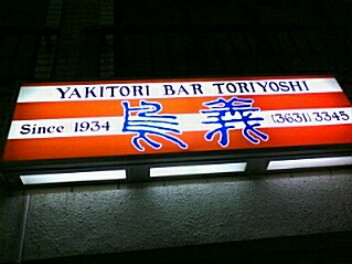 YAKITORI BAR TORIYOSHI
Since 1934 鳥義 (3631)3345